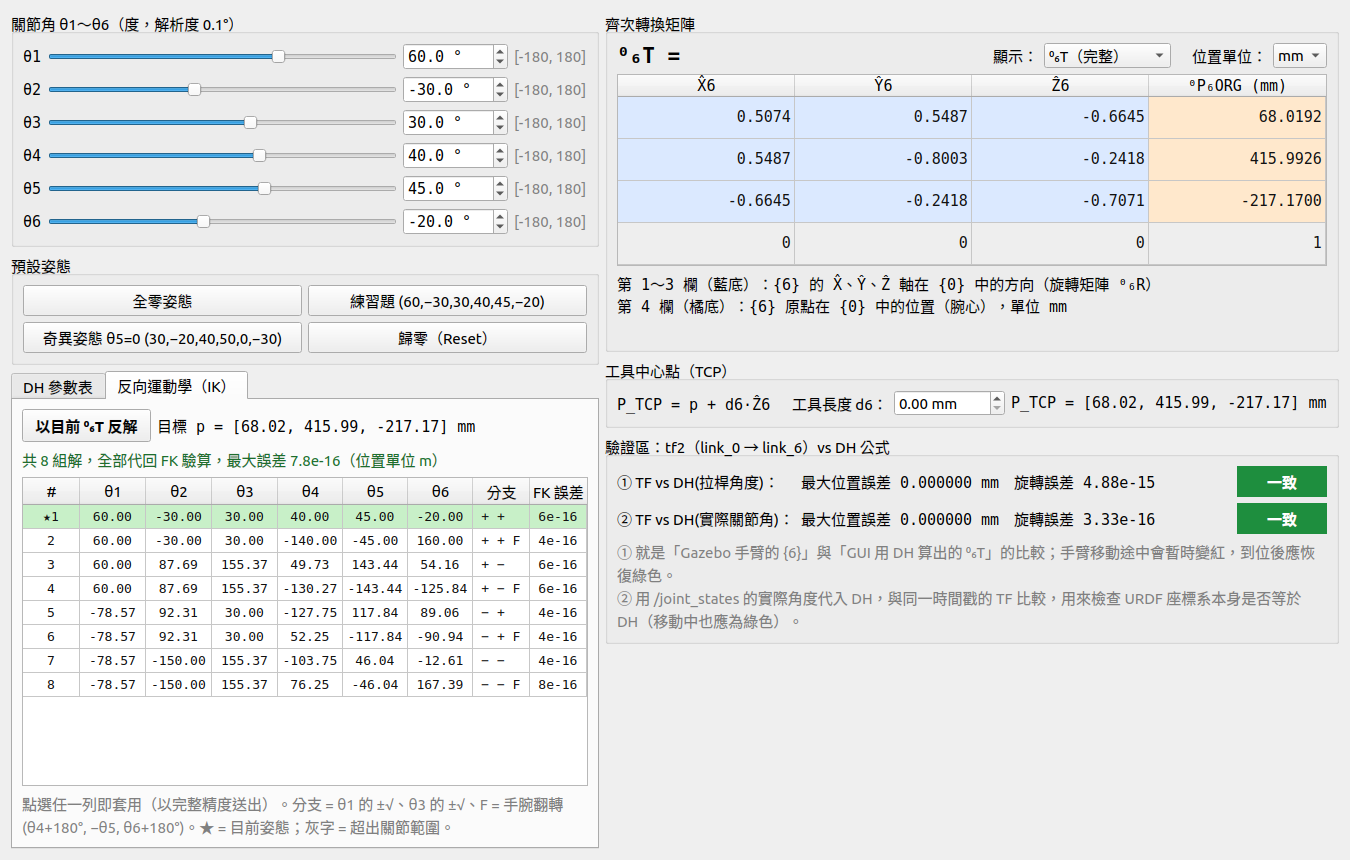 關節角 θ1～θ6（度，解析度 0.1°）
θ1 60.0 ° [-180, 180]
θ2 -30.0 ° [-180, 180]
θ3 30.0 ° [-180, 180]
θ4 40.0 ° [-180, 180]
θ5 45.0 ° [-180, 180]
θ6 -20.0 ° [-180, 180]
預設姿態
全零姿態 練習題 (60,−30,30,40,45,−20)
奇異姿態 θ5=0 (30,−20,40,50,0,−30) 歸零（Reset）
DH 參數表 反向運動學（IK）
以目前 ⁰₆T 反解 目標 p = [68.02, 415.99, -217.17] mm
共 8 組解，全部代回 FK 驗算，最大誤差 7.8e-16（位置單位 m）
# θ1 θ2 θ3 θ4 θ5 θ6 分支 FK 誤差
★1 60.00 -30.00 30.00 40.00 45.00 -20.00 + + 6e-16
2 60.00 -30.00 30.00 -140.00 -45.00 160.00 + + F 4e-16
3 60.00 87.69 155.37 49.73 143.44 54.16 + − 6e-16
4 60.00 87.69 155.37 -130.27 -143.44 -125.84 + − F 6e-16
5 -78.57 92.31 30.00 -127.75 117.84 89.06 − + 4e-16
6 -78.57 92.31 30.00 52.25 -117.84 -90.94 − + F 4e-16
7 -78.57 -150.00 155.37 -103.75 46.04 -12.61 − − 4e-16
8 -78.57 -150.00 155.37 76.25 -46.04 167.39 − − F 8e-16
點選任一列即套用（以完整精度送出）。分支 = θ1 的 ±√、θ3 的 ±√、F = 手腕翻轉
(θ4+180°, −θ5, θ6+180°)。★ = 目前姿態；灰字 = 超出關節範圍。
齊次轉換矩陣
⁰₆T = 顯示： ⁰₆T（完整） 位置單位： mm
X̂6 Ŷ6 Ẑ6 ⁰P₆ORG (mm)
0.5074 0.5487 -0.6645 68.0192
0.5487 -0.8003 -0.2418 415.9926
-0.6645 -0.2418 -0.7071 -217.1700
0 0 0 1
第 1～3 欄（藍底）：{6} 的 X̂、Ŷ、Ẑ 軸在 {0} 中的方向（旋轉矩陣 ⁰₆R）
第 4 欄（橘底）：{6} 原點在 {0} 中的位置（腕心），單位 mm
工具中心點（TCP）
P_TCP = p + d6·Ẑ6 工具長度 d6： 0.00 mm P_TCP = [68.02, 415.99, -217.17] mm
驗證區：tf2（link_0 → link_6）vs DH 公式
① TF vs DH(拉桿角度)： 最大位置誤差 0.000000 mm 旋轉誤差 4.88e-15 一致
② TF vs DH(實際關節角)： 最大位置誤差 0.000000 mm 旋轉誤差 3.33e-16 一致
① 就是「Gazebo 手臂的 {6}」與「GUI 用 DH 算出的 ⁰₆T」的比較；手臂移動途中會暫時變紅，到位後應恢
復綠色。
② 用 /joint_states 的實際角度代入 DH，與同一時間戳的 TF 比較，用來檢查 URDF 座標系本身是否等於
DH（移動中也應為綠色）。